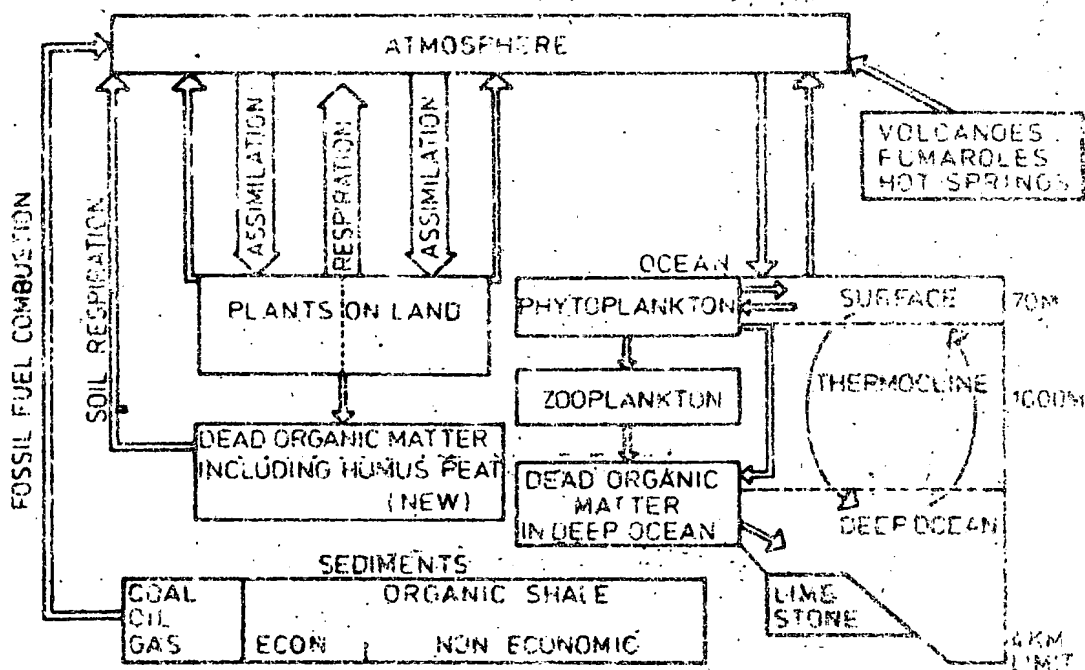 ATMOSPHERE
VOLCANOES
FUMAROLES
HOT SPRINGS
ASSIMILATION
RESPIRATION
ASSIMILATION
SOIL RESPIRATION
FOSSIL FUEL COMBUSTION
OCEAN
PLANTS ON LAND
PHYTOPLANKTON
SURFACE
70M
ZOOPLANKTON
THERMOCLINE
1000M
DEAD ORGANIC MATTER
INCLUDING HUMUS PEAT
(NEW)
DEAD ORGANIC
MATTER
IN DEEP OCEAN
DEEP OCEAN
SEDIMENTS
COAL
OIL
GAS
ORGANIC SHALE
ECON
NON ECONOMIC
LIME
STONE
4 KM
LIMIT